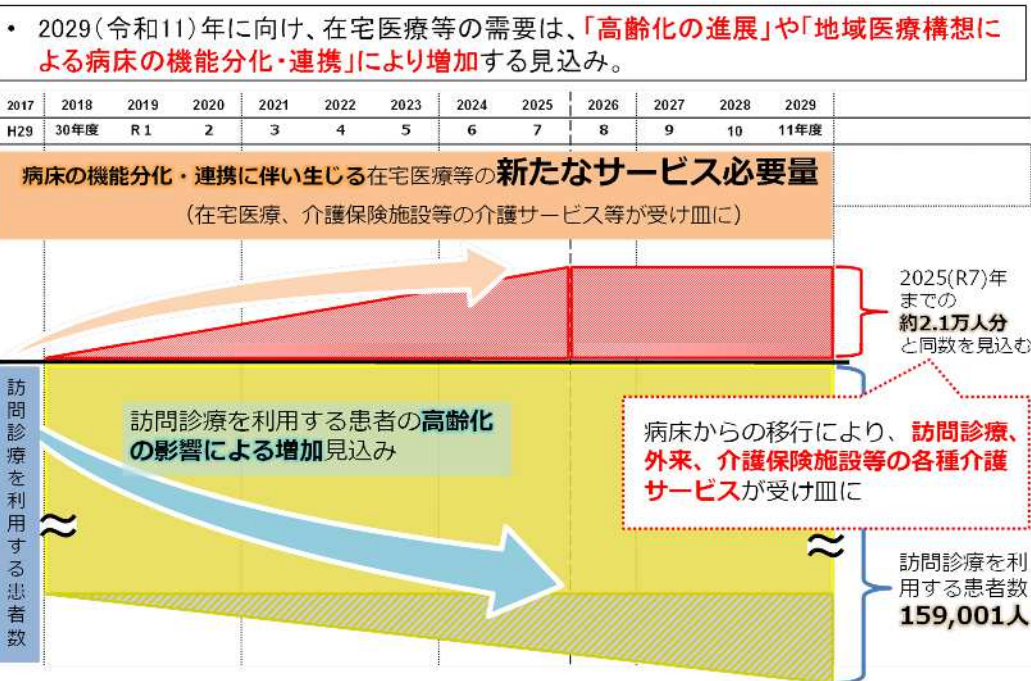 • 2029(令和11)年に向け、在宅医療等の需要は、「高齢化の進展」や「地域医療構想に
よる病床の機能分化・連携」により増加する見込み。
2017 2018 2019 2020 2021 2022 2023 2024 2025 2026 2027 2028 2029
H29 30年度 R1 2 3 4 5 6 7 8 9 10 11年度
病床の機能分化・連携に伴い生じる在宅医療等の新たなサービス必要量
(在宅医療、介護保険施設等の介護サービス等が受け皿に)
2025(R7)年
までの
約2.1万人分
と同数を見込む
訪問診療を利用する患者数
訪問診療を利用する患者の高齢化
の影響による増加見込み
病床からの移行により、訪問診療、
外来、介護保険施設等の各種介護
サービスが受け皿に
訪問診療を利
用する患者数
159,001人